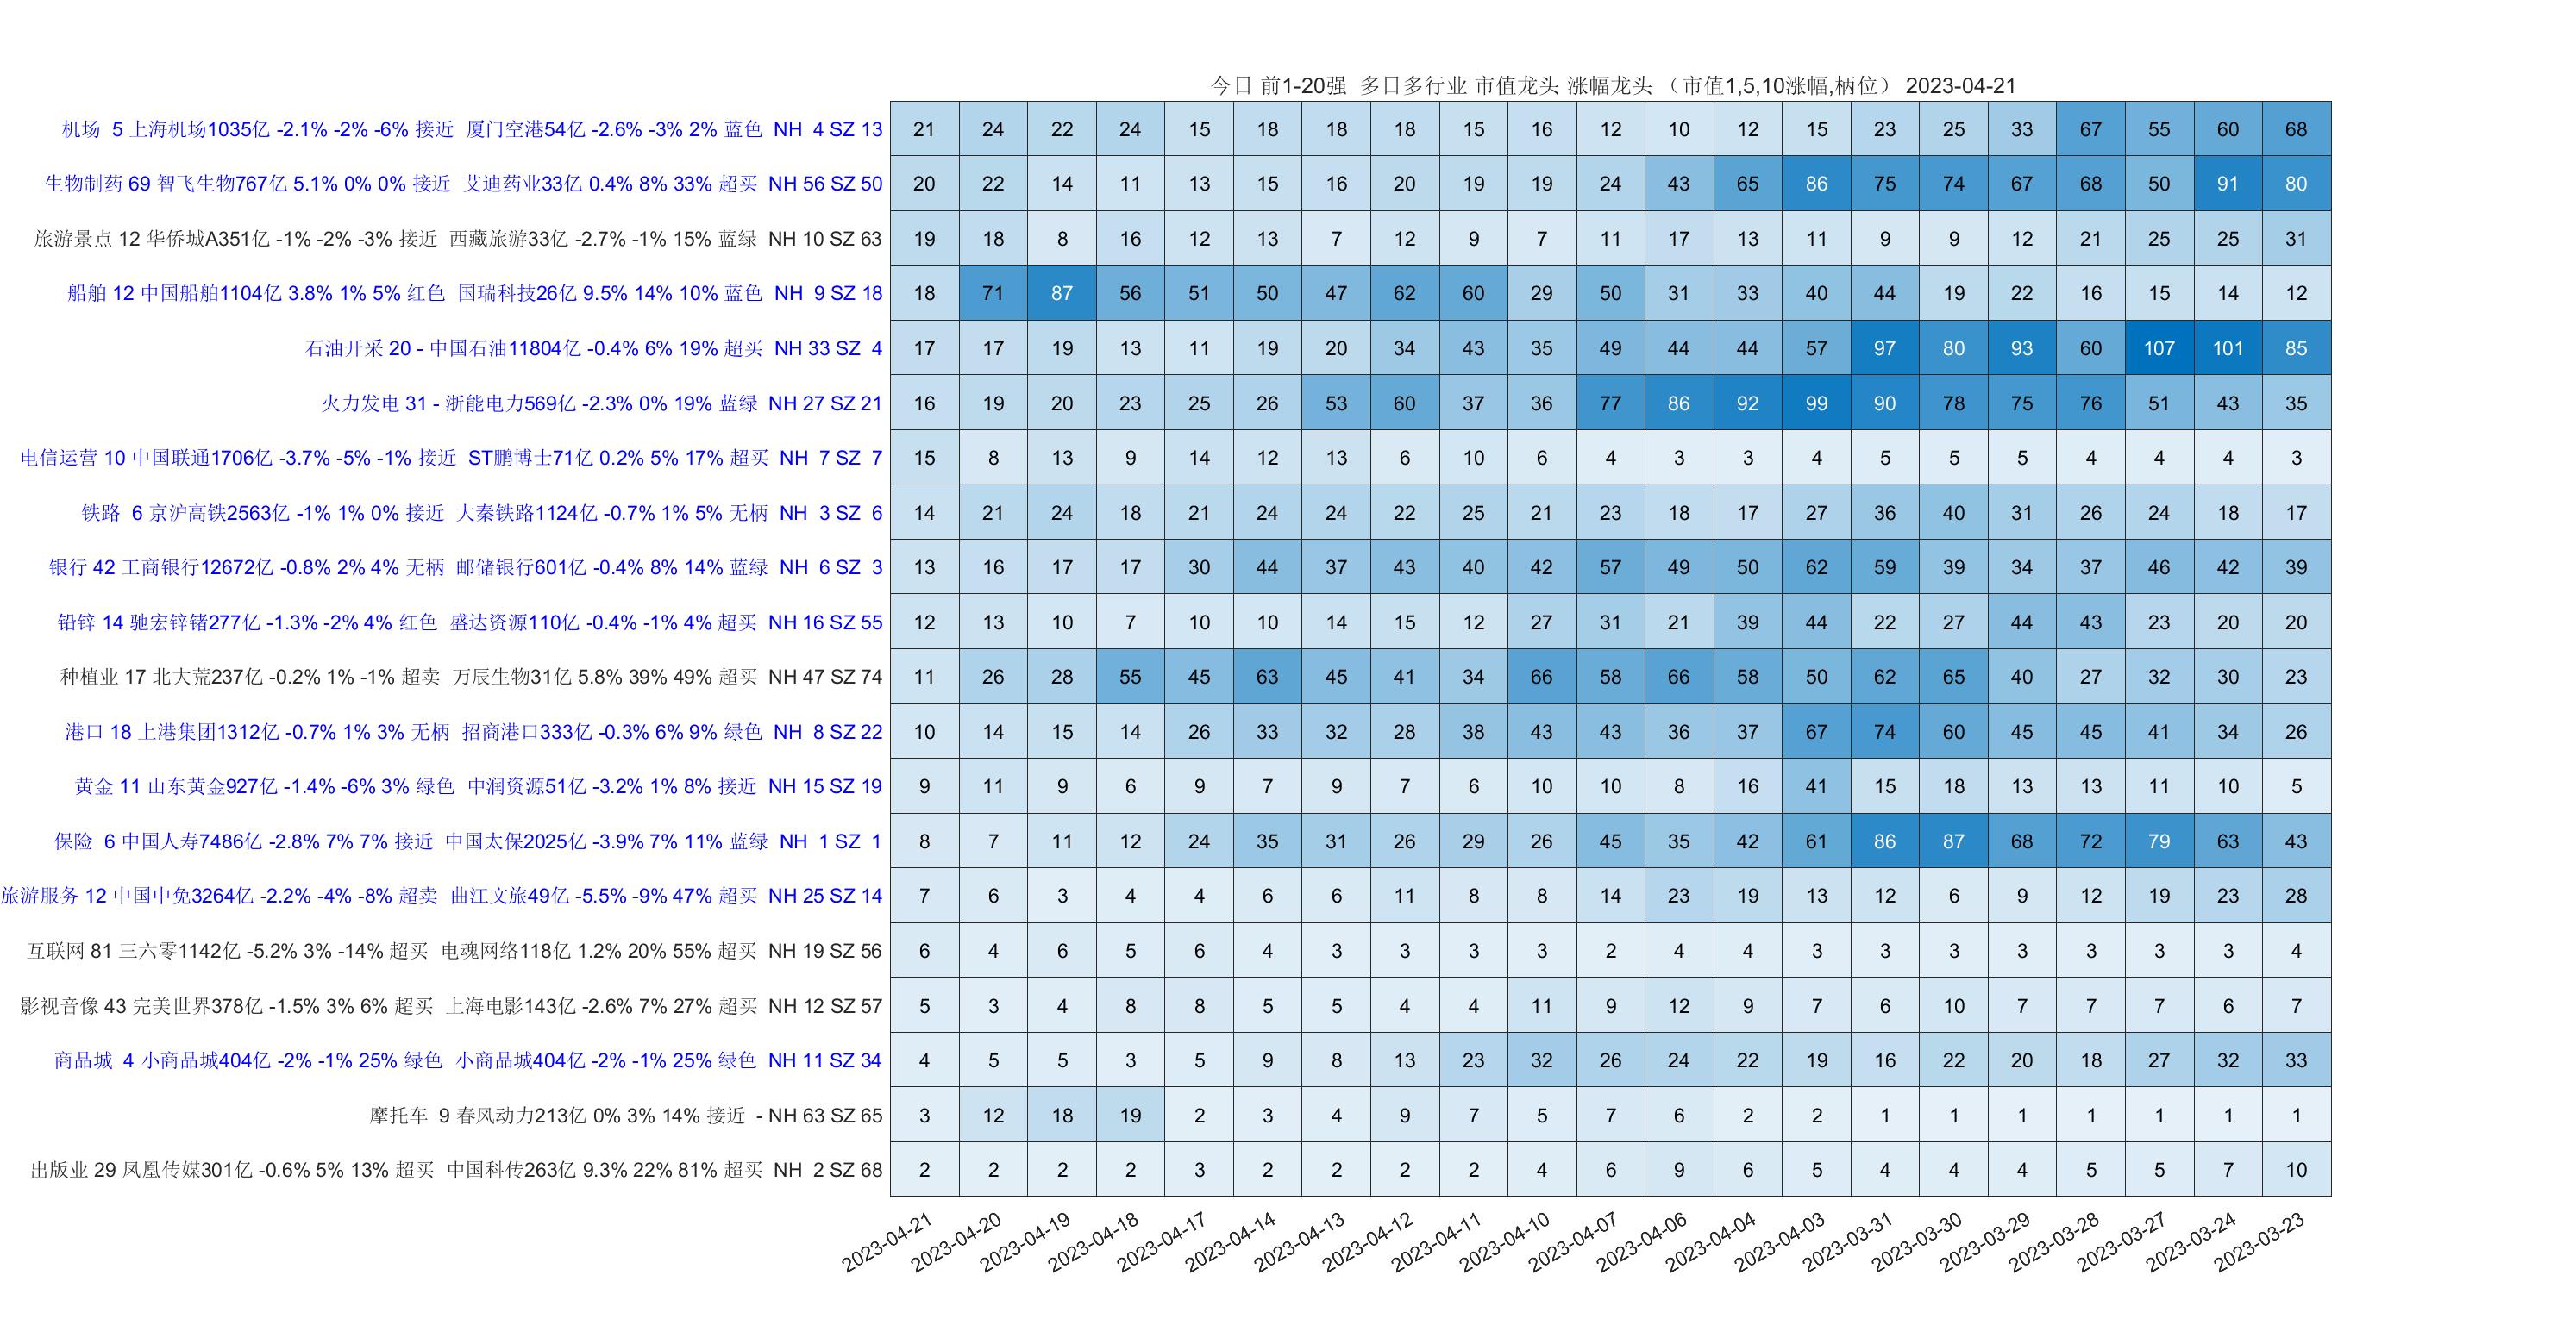 今日 前1-20强  多日多行业 市值龙头 涨幅龙头 （市值1,5,10涨幅,柄位） 2023-04-21
机场  5 上海机场1035亿 -2.1% -2% -6% 接近  厦门空港54亿 -2.6% -3% 2% 蓝色  NH  4 SZ 13 21 24 22 24 15 18 18 18 15 16 12 10 12 15 23 25 33 67 55 60 68
生物制药 69 智飞生物767亿 5.1% 0% 0% 接近  艾迪药业33亿 0.4% 8% 33% 超买  NH 56 SZ 50 20 22 14 11 13 15 16 20 19 19 24 43 65 86 75 74 67 68 50 91 80
旅游景点 12 华侨城A351亿 -1% -2% -3% 接近  西藏旅游33亿 -2.7% -1% 15% 蓝绿  NH 10 SZ 63 19 18 8 16 12 13 7 12 9 7 11 17 13 11 9 9 12 21 25 25 31
船舶 12 中国船舶1104亿 3.8% 1% 5% 红色  国瑞科技26亿 9.5% 14% 10% 蓝色  NH  9 SZ 18 18 71 87 56 51 50 47 62 60 29 50 31 33 40 44 19 22 16 15 14 12
石油开采 20 - 中国石油11804亿 -0.4% 6% 19% 超买  NH 33 SZ  4 17 17 19 13 11 19 20 34 43 35 49 44 44 57 97 80 93 60 107 101 85
火力发电 31 - 浙能电力569亿 -2.3% 0% 19% 蓝绿  NH 27 SZ 21 16 19 20 23 25 26 53 60 37 36 77 86 92 99 90 78 75 76 51 43 35
电信运营 10 中国联通1706亿 -3.7% -5% -1% 接近  ST鹏博士71亿 0.2% 5% 17% 超买  NH  7 SZ  7 15 8 13 9 14 12 13 6 10 6 4 3 3 4 5 5 5 4 4 4 3
铁路  6 京沪高铁2563亿 -1% 1% 0% 接近  大秦铁路1124亿 -0.7% 1% 5% 无柄  NH  3 SZ  6 14 21 24 18 21 24 24 22 25 21 23 18 17 27 36 40 31 26 24 18 17
银行 42 工商银行12672亿 -0.8% 2% 4% 无柄  邮储银行601亿 -0.4% 8% 14% 蓝绿  NH  6 SZ  3 13 16 17 17 30 44 37 43 40 42 57 49 50 62 59 39 34 37 46 42 39
铅锌 14 驰宏锌锗277亿 -1.3% -2% 4% 红色  盛达资源110亿 -0.4% -1% 4% 超买  NH 16 SZ 55 12 13 10 7 10 10 14 15 12 27 31 21 39 44 22 27 44 43 23 20 20
种植业 17 北大荒237亿 -0.2% 1% -1% 超卖  万辰生物31亿 5.8% 39% 49% 超买  NH 47 SZ 74 11 26 28 55 45 63 45 41 34 66 58 66 58 50 62 65 40 27 32 30 23
港口 18 上港集团1312亿 -0.7% 1% 3% 无柄  招商港口333亿 -0.3% 6% 9% 绿色  NH  8 SZ 22 10 14 15 14 26 33 32 28 38 43 43 36 37 67 74 60 45 45 41 34 26
黄金 11 山东黄金927亿 -1.4% -6% 3% 绿色  中润资源51亿 -3.2% 1% 8% 接近  NH 15 SZ 19 9 11 9 6 9 7 9 7 6 10 10 8 16 41 15 18 13 13 11 10 5
保险  6 中国人寿7486亿 -2.8% 7% 7% 接近  中国太保2025亿 -3.9% 7% 11% 蓝绿  NH  1 SZ  1 8 7 11 12 24 35 31 26 29 26 45 35 42 61 86 87 68 72 79 63 43
旅游服务 12 中国中免3264亿 -2.2% -4% -8% 超卖  曲江文旅49亿 -5.5% -9% 47% 超买  NH 25 SZ 14 7 6 3 4 4 6 6 11 8 8 14 23 19 13 12 6 9 12 19 23 28
互联网 81 三六零1142亿 -5.2% 3% -14% 超买  电魂网络118亿 1.2% 20% 55% 超买  NH 19 SZ 56 6 4 6 5 6 4 3 3 3 3 2 4 4 3 3 3 3 3 3 3 4
影视音像 43 完美世界378亿 -1.5% 3% 6% 超买  上海电影143亿 -2.6% 7% 27% 超买  NH 12 SZ 57 5 3 4 8 8 5 5 4 4 11 9 12 9 7 6 10 7 7 7 6 7
商品城  4 小商品城404亿 -2% -1% 25% 绿色  小商品城404亿 -2% -1% 25% 绿色  NH 11 SZ 34 4 5 5 3 5 9 8 13 23 32 26 24 22 19 16 22 20 18 27 32 33
摩托车  9 春风动力213亿 0% 3% 14% 接近  - NH 63 SZ 65 3 12 18 19 2 3 4 9 7 5 7 6 2 2 1 1 1 1 1 1 1
出版业 29 凤凰传媒301亿 -0.6% 5% 13% 超买  中国科传263亿 9.3% 22% 81% 超买  NH  2 SZ 68 2 2 2 2 3 2 2 2 2 4 6 9 6 5 4 4 4 5 5 7 10
2023-04-21 2023-04-20 2023-04-19 2023-04-18 2023-04-17 2023-04-14 2023-04-13 2023-04-12 2023-04-11 2023-04-10 2023-04-07 2023-04-06 2023-04-04 2023-04-03 2023-03-31 2023-03-30 2023-03-29 2023-03-28 2023-03-27 2023-03-24 2023-03-23